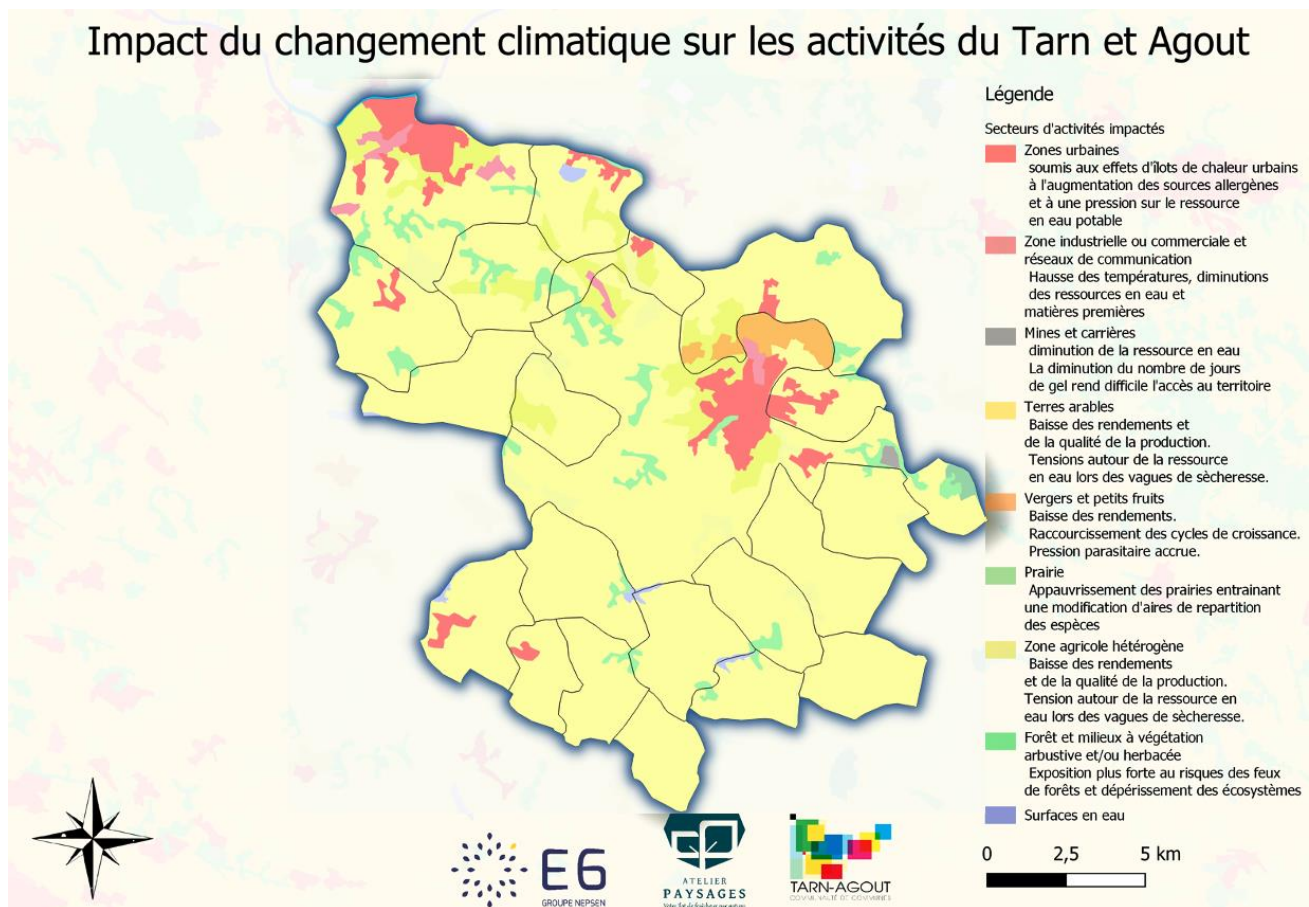 Impact du changement climatique sur les activités du Tarn et Agout
Légende
Secteurs d'activités impactés
Zones urbaines
soumis aux effets d'îlots de chaleur urbains
à l'augmentation des sources allergènes
et à une pression sur le ressource
en eau potable
Zone industrielle ou commerciale et
réseaux de communication
Hausse des températures, diminutions
des ressources en eau et
matières premières
Mines et carrières
diminution de la ressource en eau
La diminution du nombre de jours
de gel rend difficile l'accès au territoire
Terres arables
Baisse des rendements et
de la qualité de la production.
Tensions autour de la ressource
en eau lors des vagues de sècheresse.
Vergers et petits fruits
Baisse des rendements.
Raccourcissement des cycles de croissance.
Pression parasitaire accrue.
Prairie
Appauvrissement des prairies entrainant
une modification d'aires de repartition
des espèces
Zone agricole hétérogène
Baisse des rendements
et de la qualité de la production.
Tension autour de la ressource en
eau lors des vagues de sècheresse.
Forêt et milieux à végétation
arbustive et/ou herbacée
Exposition plus forte au risques des feux
de forêts et dépérissement des écosystèmes
Surfaces en eau
0 2,5 5 km
E6
GROUPE NEPSEN
ATELIER
PAYSAGES
TARN-AGOUT
COMMUNAUTÉ DE COMMUNES